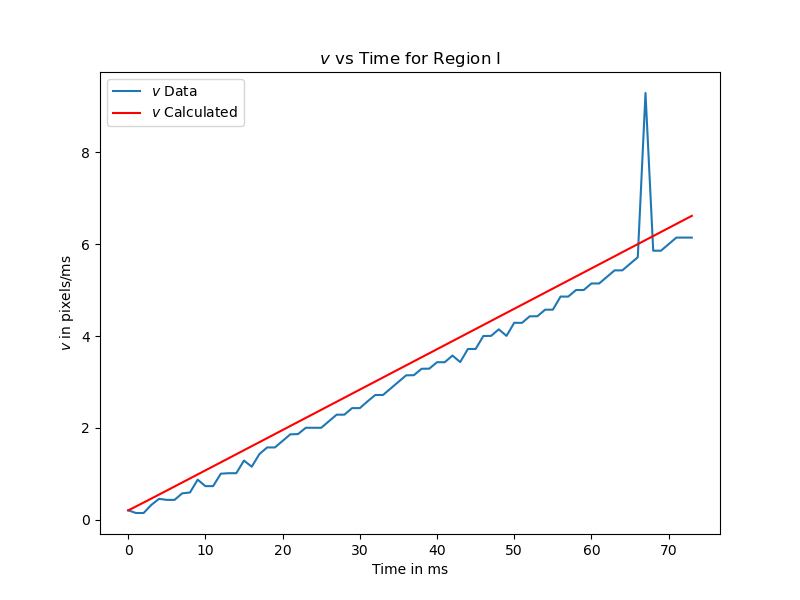 v vs Time for Region I
v Data
v Calculated
8
6
4
2
0
v in pixels/ms
0 10 20 30 40 50 60 70
Time in ms